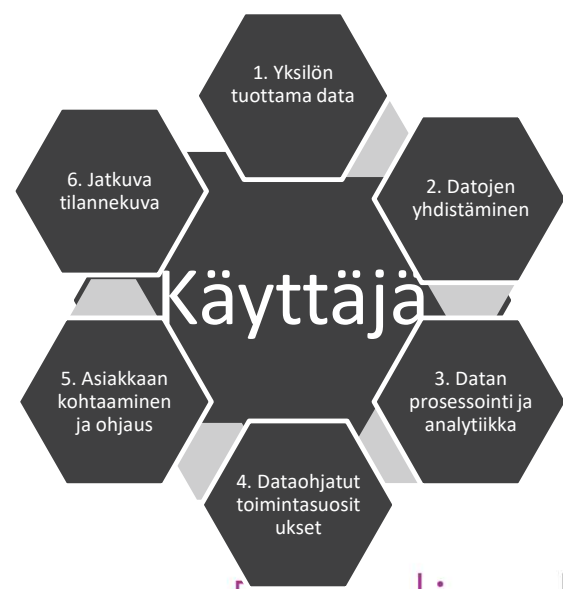 1. Yksilön
tuottama data
2. Datojen
yhdistäminen
3. Datan
prosessointi ja
analytiikka
4. Dataohjatut
toimintasuosit
ukset
5. Asiakkaan
kohtaaminen
ja ohjaus
6. Jatkuva
tilannekuva
Käyttäjä